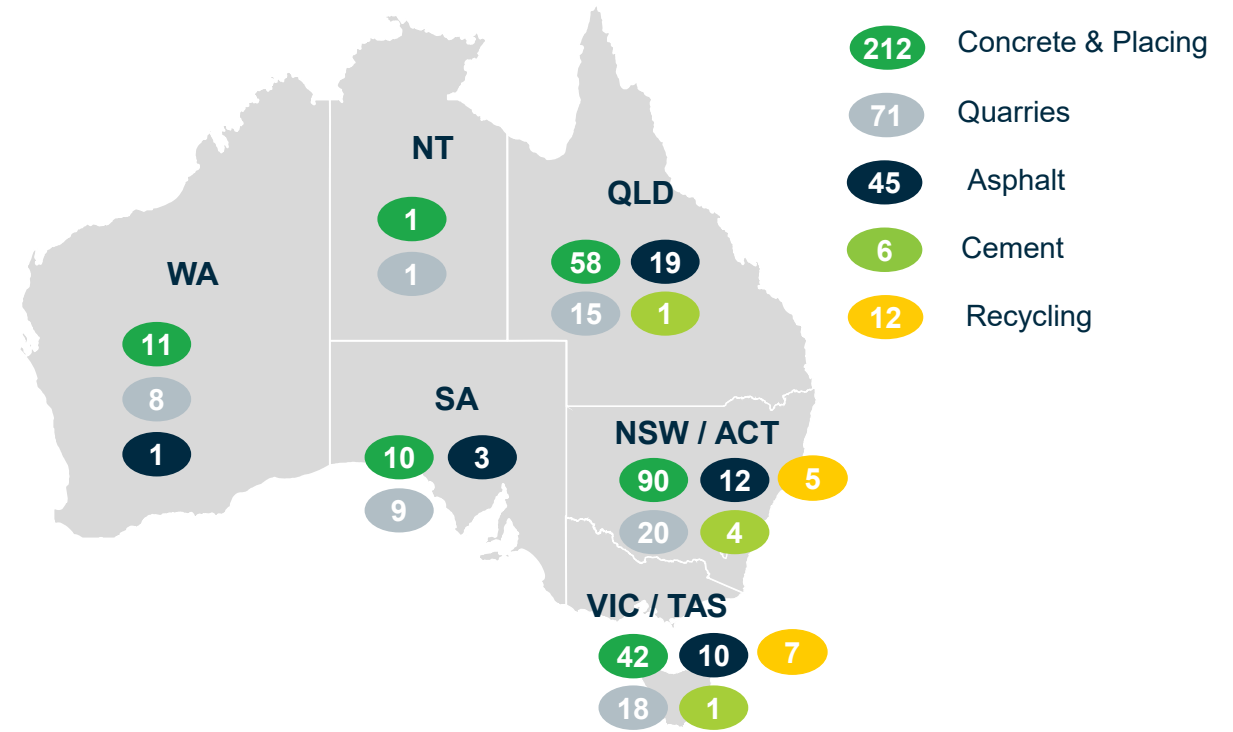 212 Concrete & Placing
71 Quarries
45 Asphalt
6 Cement
12 Recycling
NT
1
1
QLD
58 19
15 1
WA
11
8
1
SA
10 3
9
NSW / ACT
90 12 5
20 4
VIC / TAS
42 10 7
18 1